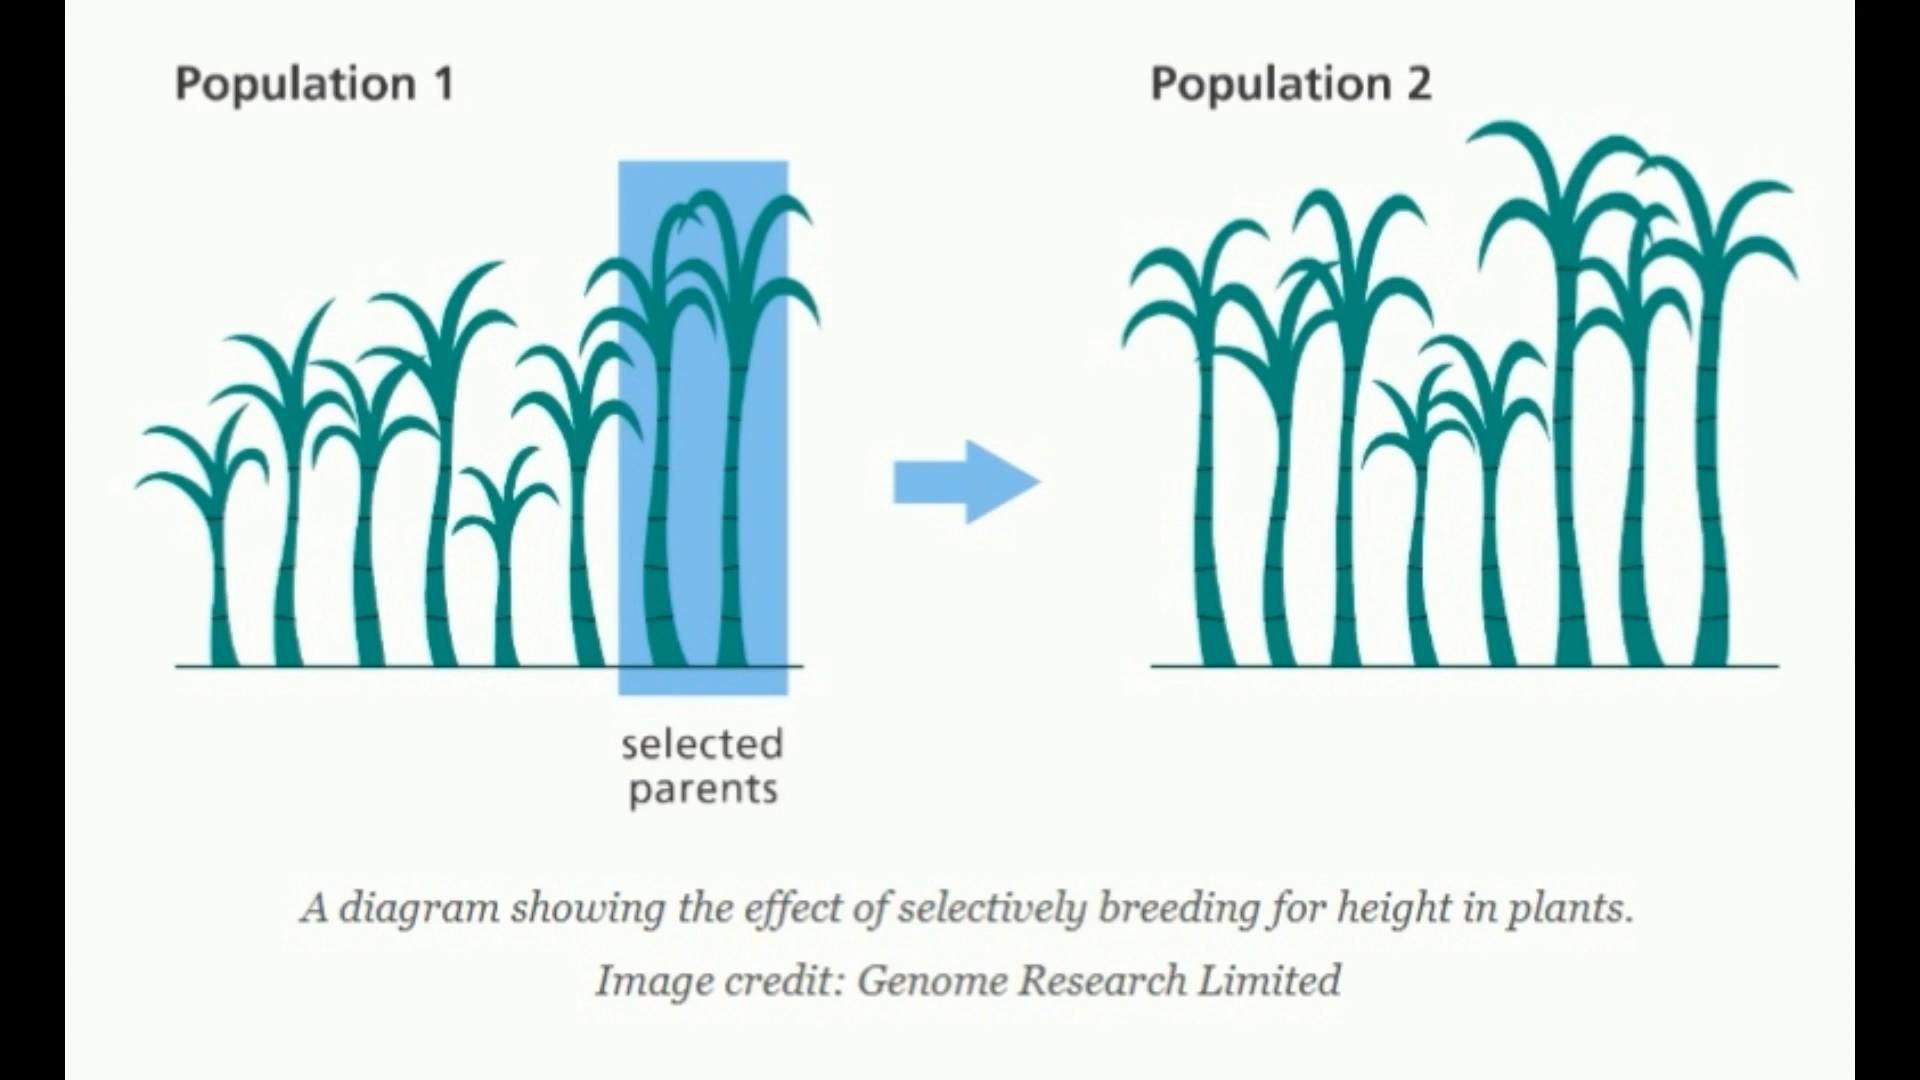 Population 1
Population 2
selected
parents
A diagram showing the effect of selectively breeding for height in plants.
Image credit: Genome Research Limited